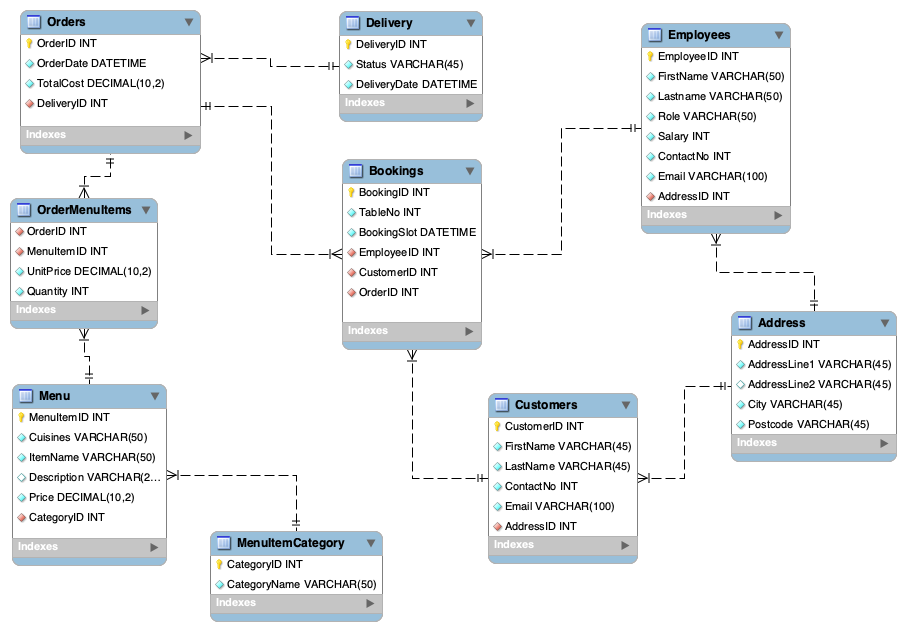 Orders
OrderID INT
OrderDate DATETIME
TotalCost DECIMAL(10,2)
DeliveryID INT
Indexes
Delivery
DeliveryID INT
Status VARCHAR(45)
DeliveryDate DATETIME
Indexes
Employees
EmployeeID INT
FirstName VARCHAR(50)
Lastname VARCHAR(50)
Role VARCHAR(50)
Salary INT
ContactNo INT
Email VARCHAR(100)
AddressID INT
Indexes
Bookings
BookingID INT
TableNo INT
BookingSlot DATETIME
EmployeeID INT
CustomerID INT
OrderID INT
Indexes
OrderMenuItems
OrderID INT
MenuItemID INT
UnitPrice DECIMAL(10,2)
Quantity INT
Indexes
Address
AddressID INT
AddressLine1 VARCHAR(45)
AddressLine2 VARCHAR(45)
City VARCHAR(45)
Postcode VARCHAR(45)
Indexes
Menu
MenuItemID INT
Cuisines VARCHAR(50)
ItemName VARCHAR(50)
Description VARCHAR(2...
Price DECIMAL(10,2)
CategoryID INT
Indexes
Customers
CustomerID INT
FirstName VARCHAR(45)
LastName VARCHAR(45)
ContactNo INT
Email VARCHAR(100)
AddressID INT
Indexes
MenuItemCategory
CategoryID INT
CategoryName VARCHAR(50)
Indexes